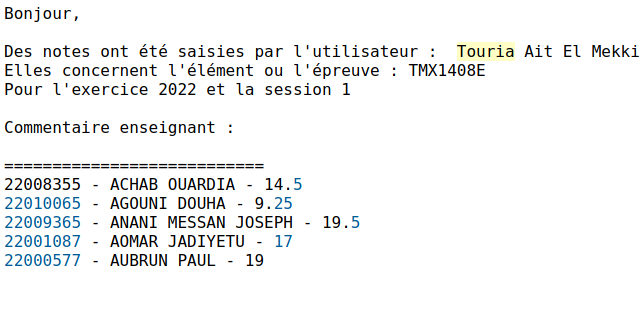 Bonjour,
Des notes ont été saisies par l'utilisateur :  Touria Ait El Mekki
Elles concernent l'élément ou l'épreuve : TMX1408E
Pour l'exercice 2022 et la session 1
Commentaire enseignant :
===========================
22008355 - ACHAB OUARDIA - 14.5
22010065 - AGOUNI DOUHA - 9.25
22009365 - ANANI MESSAN JOSEPH - 19.5
22001087 - AOMAR JADIYETU - 17
22000577 - AUBRUN PAUL - 19